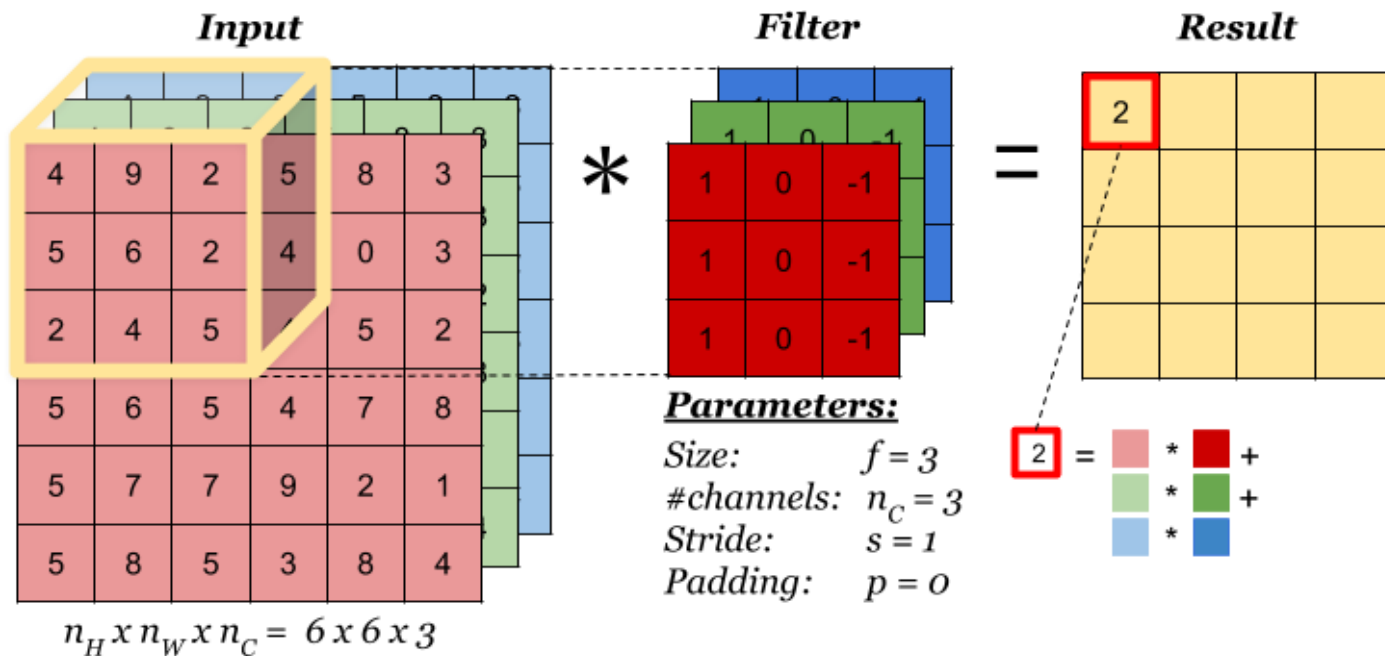 Input Filter Result
1 0 -1
4 9 2 5 8 3
5 6 2 4 0 3
2 4 5 5 2
5 6 5 4 7 8
5 7 7 9 2 1
5 8 5 3 8 4
*
1 0 -1
1 0 -1
1 0 -1
=
2
Parameters:
Size: f = 3
#channels: n_C = 3
Stride: s = 1
Padding: p = 0
2 = * +
* +
*
n_H x n_W x n_C = 6 x 6 x 3